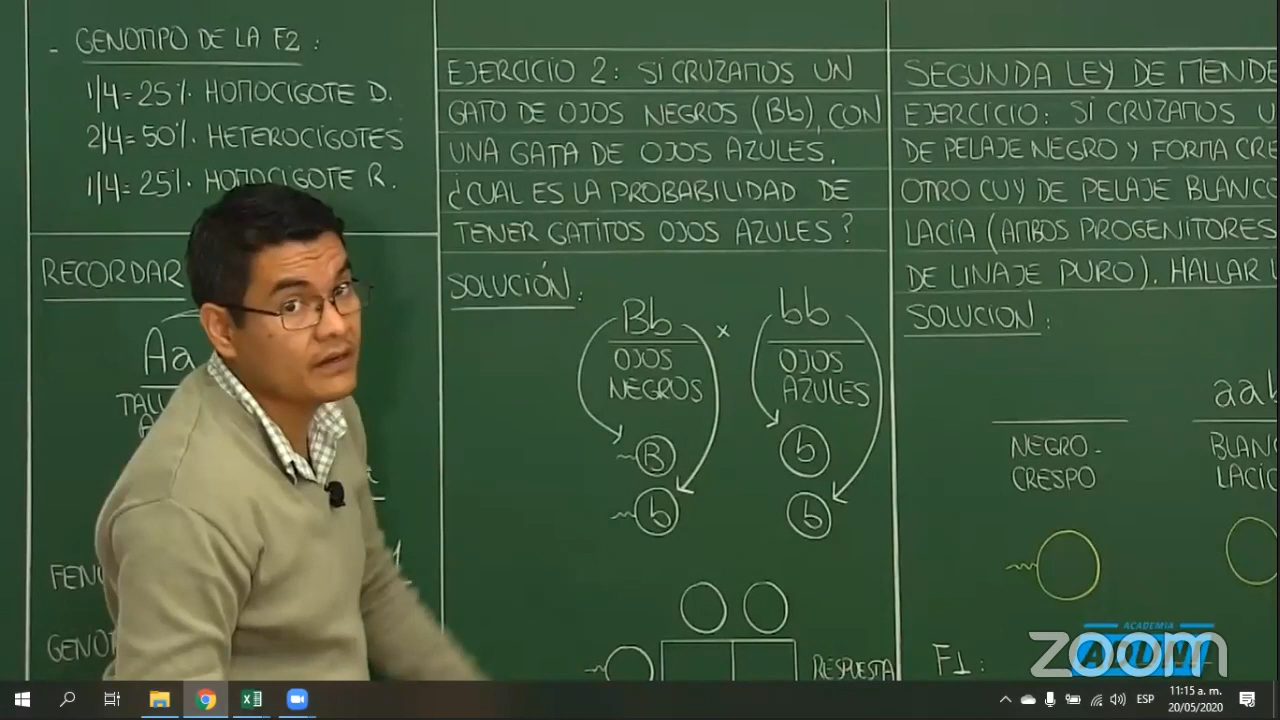 - GENOTIPO DE LA F2 :
1/4 = 25%. HOMOCIGOTE D.
2/4 = 50%. HETEROCIGOTES
1/4 = 25%. HOMOCIGOTE R.
RECORDAR
Aa
EJERCICIO 2: SI CRUZAMOS UN
GATO DE OJOS NEGROS (Bb), CON
UNA GATA DE OJOS AZULES.
¿CUAL ES LA PROBABILIDAD DE
TENER GATITOS OJOS AZULES?
SOLUCIÓN:
Bb x bb
OJOS NEGROS
OJOS AZULES
B
b
b
b
RESPUESTA
SEGUNDA LEY DE MENDE
EJERCICIO: SI CRUZAMOS U
DE PELAJE NEGRO Y FORMA CRE
OTRO CUY DE PELAJE BLANCO
LACIA (AMBOS PROGENITORES
DE LINAJE PURO). HALLAR
SOLUCION:
aab
NEGRO-
CRESPO
BLAN
LACIO
F1:
ACADEMIA
zoom
ESP
11:15 a. m.
20/05/2020